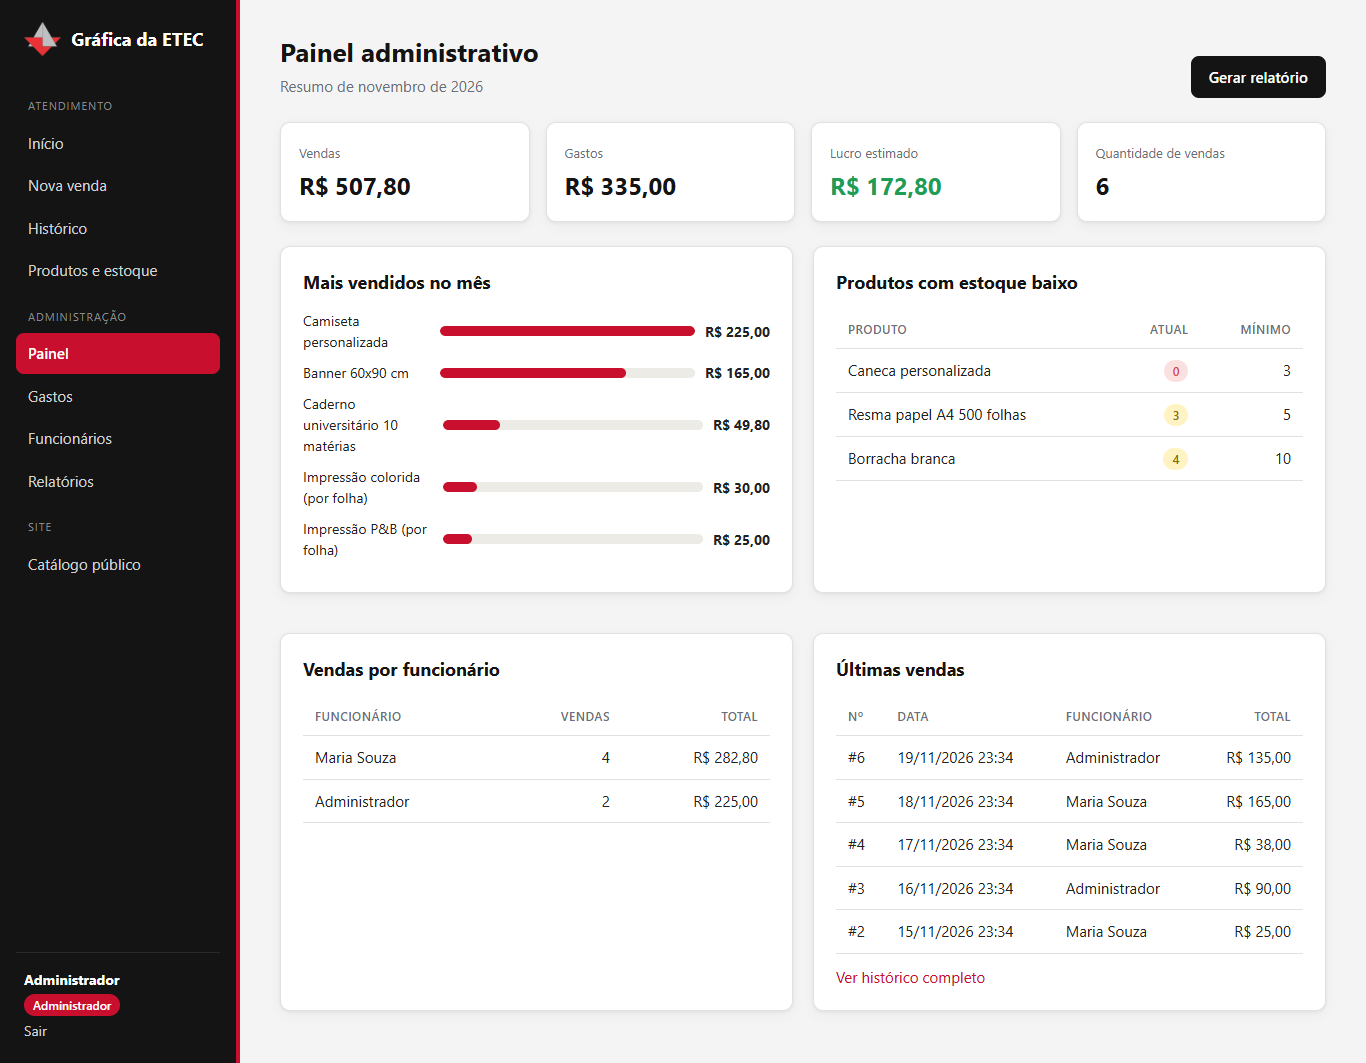 Gráfica da ETEC
ATENDIMENTO
Início
Nova venda
Histórico
Produtos e estoque
ADMINISTRAÇÃO
Painel
Gastos
Funcionários
Relatórios
SITE
Catálogo público
Administrador
Administrador
Sair
Painel administrativo
Resumo de novembro de 2026
Gerar relatório
Vendas
R$ 507,80
Gastos
R$ 335,00
Lucro estimado
R$ 172,80
Quantidade de vendas
6
Mais vendidos no mês
Camiseta
personalizada
R$ 225,00
Banner 60x90 cm
R$ 165,00
Caderno
universitário 10
matérias
R$ 49,80
Impressão colorida
(por folha)
R$ 30,00
Impressão P&B (por
folha)
R$ 25,00
Produtos com estoque baixo
PRODUTO ATUAL MÍNIMO
Caneca personalizada 0 3
Resma papel A4 500 folhas 3 5
Borracha branca 4 10
Vendas por funcionário
FUNCIONÁRIO VENDAS TOTAL
Maria Souza 4 R$ 282,80
Administrador 2 R$ 225,00
Últimas vendas
Nº DATA FUNCIONÁRIO TOTAL
#6 19/11/2026 23:34 Administrador R$ 135,00
#5 18/11/2026 23:34 Maria Souza R$ 165,00
#4 17/11/2026 23:34 Maria Souza R$ 38,00
#3 16/11/2026 23:34 Administrador R$ 90,00
#2 15/11/2026 23:34 Maria Souza R$ 25,00
Ver histórico completo